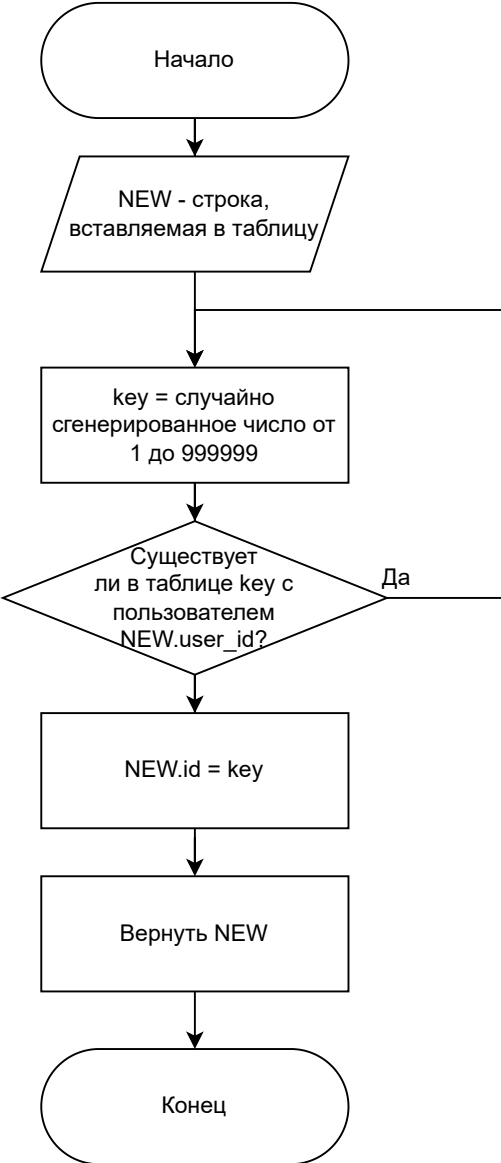 Начало
NEW - строка,
вставляемая в таблицу
key = случайно
сгенерированное число от
1 до 999999
Существует
ли в таблице key с
пользователем
NEW.user_id?
Да
NEW.id = key
Вернуть NEW
Конец